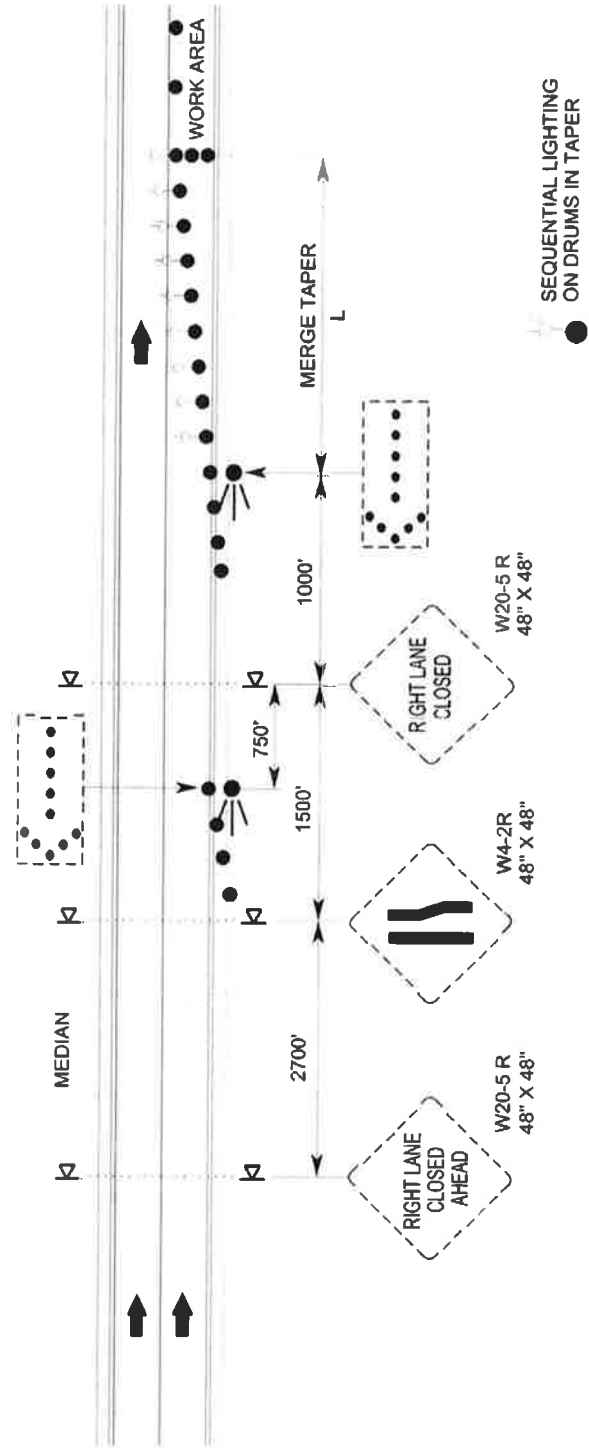 MEDIAN
WORK AREA
2700'
1500'
750'
1000'
MERGE TAPER
L
RIGHT LANE
CLOSED
AHEAD
W20-5 R
48" X 48"
W4-2R
48" X 48"
RIGHT LANE
CLOSED
W20-5 R
48" X 48"
SEQUENTIAL LIGHTING
ON DRUMS IN TAPER